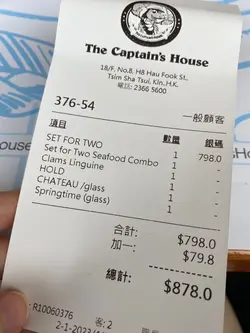 The Captain's House
18/F, No.8, H8 Hau Fook St.,
Tsim Sha Tsui, Kln.,H.K.
電話: 2366 5600
376-54 一般顧客
項目 數量 銀碼
SET FOR TWO 1 798.0
Set for Two Seafood Combo 1 -
Clams Linguine 1 -
HOLD 1 -
CHATEAU /glass 1 -
Springtime (glass) 1 -
合計: $798.0
加一: $79.8
總計: $878.0
R10060376 客: 2